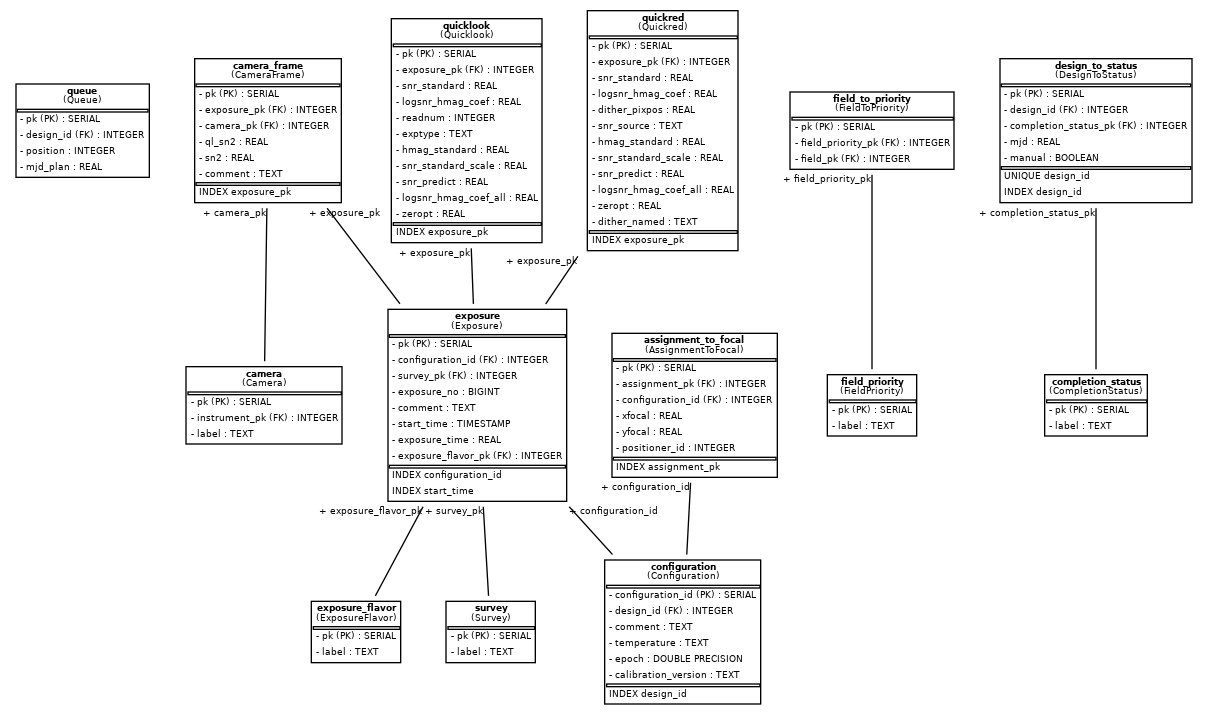 queue
(Queue)
- pk (PK) : SERIAL
- design_id (FK) : INTEGER
- position : INTEGER
- mjd_plan : REAL
camera_frame
(CameraFrame)
- pk (PK) : SERIAL
- exposure_pk (FK) : INTEGER
- camera_pk (FK) : INTEGER
- ql_sn2 : REAL
- sn2 : REAL
- comment : TEXT
INDEX exposure_pk
+ camera_pk
+ exposure_pk
quicklook
(Quicklook)
- pk (PK) : SERIAL
- exposure_pk (FK) : INTEGER
- snr_standard : REAL
- logsnr_hmag_coef : REAL
- readnum : INTEGER
- exptype : TEXT
- hmag_standard : REAL
- snr_standard_scale : REAL
- snr_predict : REAL
- logsnr_hmag_coef_all : REAL
- zeropt : REAL
INDEX exposure_pk
+ exposure_pk
quickred
(Quickred)
- pk (PK) : SERIAL
- exposure_pk (FK) : INTEGER
- snr_standard : REAL
- logsnr_hmag_coef : REAL
- dither_pixpos : REAL
- snr_source : TEXT
- hmag_standard : REAL
- snr_standard_scale : REAL
- snr_predict : REAL
- logsnr_hmag_coef_all : REAL
- zeropt : REAL
- dither_named : TEXT
INDEX exposure_pk
+ exposure_pk
field_to_priority
(FieldToPriority)
- pk (PK) : SERIAL
- field_priority_pk (FK) : INTEGER
- field_pk (FK) : INTEGER
+ field_priority_pk
design_to_status
(DesignToStatus)
- pk (PK) : SERIAL
- design_id (FK) : INTEGER
- completion_status_pk (FK) : INTEGER
- mjd : REAL
- manual : BOOLEAN
UNIQUE design_id
INDEX design_id
+ completion_status_pk
camera
(Camera)
- pk (PK) : SERIAL
- instrument_pk (FK) : INTEGER
- label : TEXT
exposure
(Exposure)
- pk (PK) : SERIAL
- configuration_id (FK) : INTEGER
- survey_pk (FK) : INTEGER
- exposure_no : BIGINT
- comment : TEXT
- start_time : TIMESTAMP
- exposure_time : REAL
- exposure_flavor_pk (FK) : INTEGER
INDEX configuration_id
INDEX start_time
+ exposure_flavor_pk
+ survey_pk
+ configuration_id
assignment_to_focal
(AssignmentToFocal)
- pk (PK) : SERIAL
- assignment_pk (FK) : INTEGER
- configuration_id (FK) : INTEGER
- xfocal : REAL
- yfocal : REAL
- positioner_id : INTEGER
INDEX assignment_pk
+ configuration_id
field_priority
(FieldPriority)
- pk (PK) : SERIAL
- label : TEXT
completion_status
(CompletionStatus)
- pk (PK) : SERIAL
- label : TEXT
exposure_flavor
(ExposureFlavor)
- pk (PK) : SERIAL
- label : TEXT
survey
(Survey)
- pk (PK) : SERIAL
- label : TEXT
configuration
(Configuration)
- configuration_id (PK) : SERIAL
- design_id (FK) : INTEGER
- comment : TEXT
- temperature : TEXT
- epoch : DOUBLE PRECISION
- calibration_version : TEXT
INDEX design_id